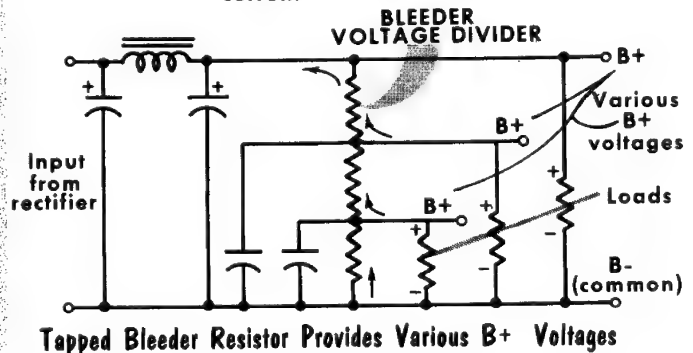 BLEEDER
VOLTAGE DIVIDER
B+
Various
B+
voltages
B+
B+
Input
from
rectifier
Loads
B-
(common)
+
+
+
-
+
-
+
-
Tapped Bleeder Resistor Provides Various B+ Voltages